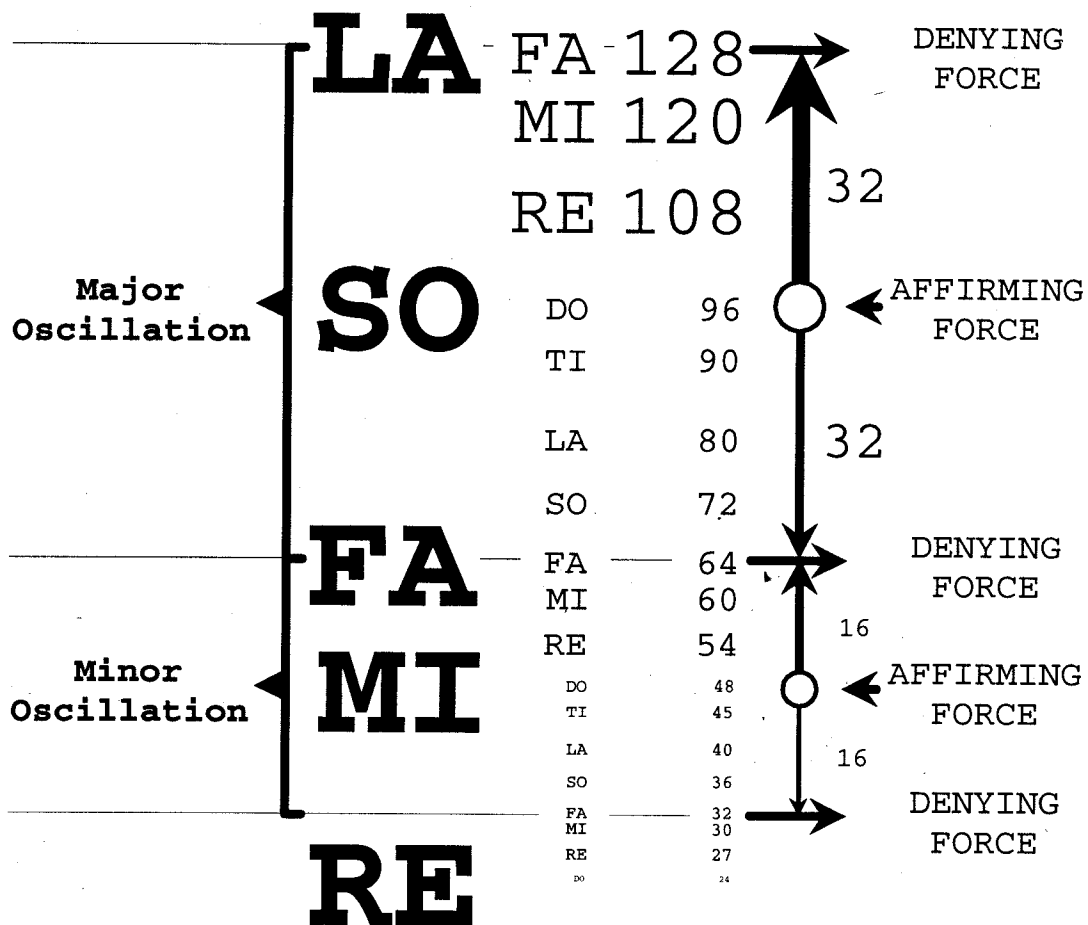 LA FA 128 DENYING
FORCE
MI 120
32
RE 108
Major
Oscillation
SO DO 96 AFFIRMING
FORCE
TI 90
LA 80 32
SO 72
FA FA 64 DENYING
FORCE
MI 60
RE 54 16
Minor
Oscillation
MI DO 48 AFFIRMING
FORCE
TI 45
LA 40 16
SO 36
FA 32 DENYING
FORCE
MI 30
RE RE 27
DO 24